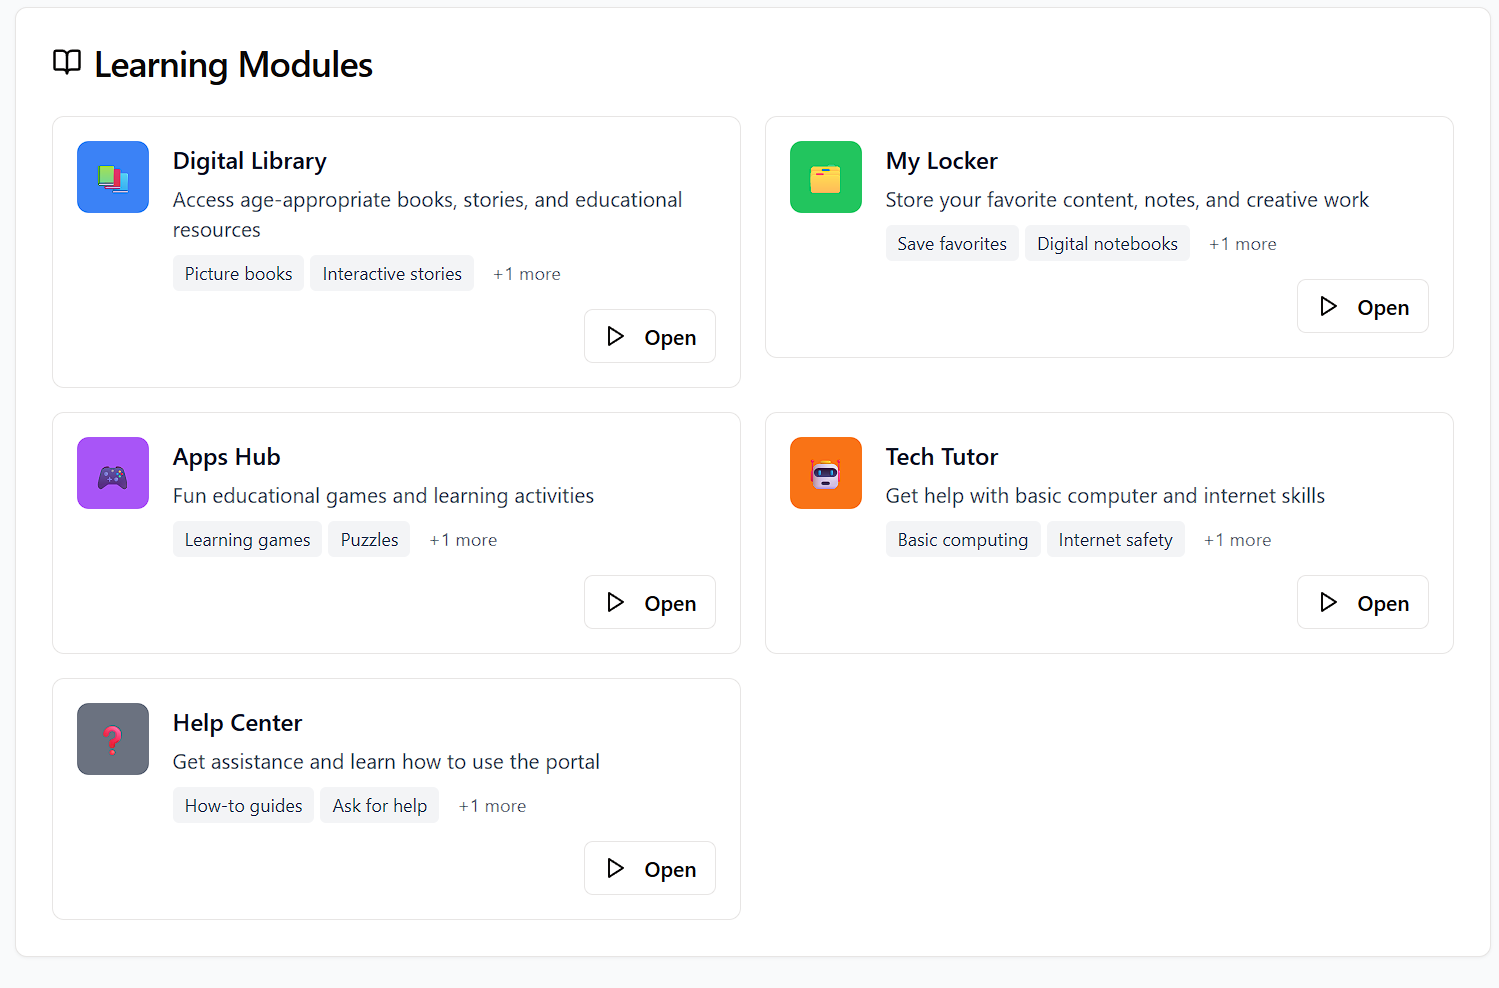 Learning Modules
Digital Library
Access age-appropriate books, stories, and educational
resources
Picture books
Interactive stories
+1 more
Open
My Locker
Store your favorite content, notes, and creative work
Save favorites
Digital notebooks
+1 more
Open
Apps Hub
Fun educational games and learning activities
Learning games
Puzzles
+1 more
Open
Tech Tutor
Get help with basic computer and internet skills
Basic computing
Internet safety
+1 more
Open
Help Center
Get assistance and learn how to use the portal
How-to guides
Ask for help
+1 more
Open